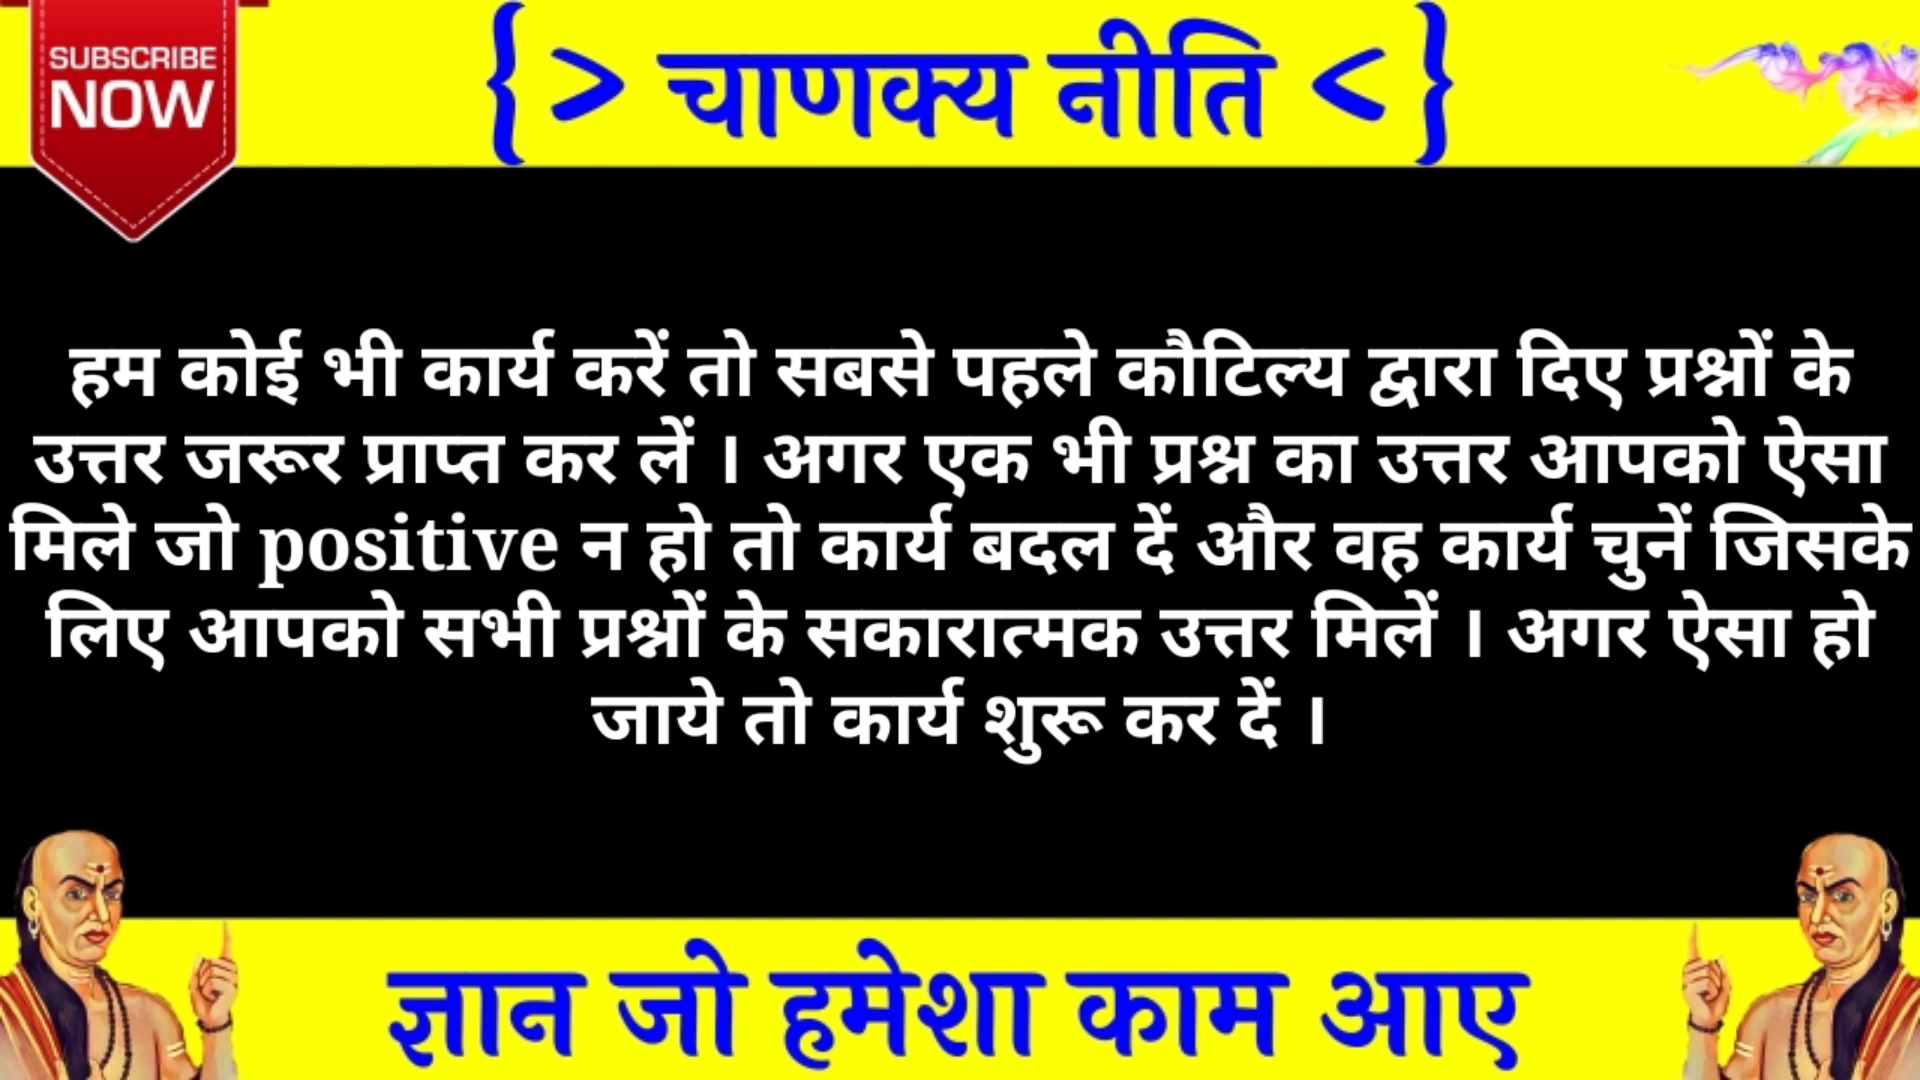 SUBSCRIBE
NOW
{> चाणक्य नीति <}
हम कोई भी कार्य करें तो सबसे पहले कौटिल्य द्वारा दिए प्रश्नों के
उत्तर जरूर प्राप्त कर लें । अगर एक भी प्रश्न का उत्तर आपको ऐसा
मिले जो positive न हो तो कार्य बदल दें और वह कार्य चुनें जिसके
लिए आपको सभी प्रश्नों के सकारात्मक उत्तर मिलें । अगर ऐसा हो
जाये तो कार्य शुरू कर दें ।
ज्ञान जो हमेशा काम आए